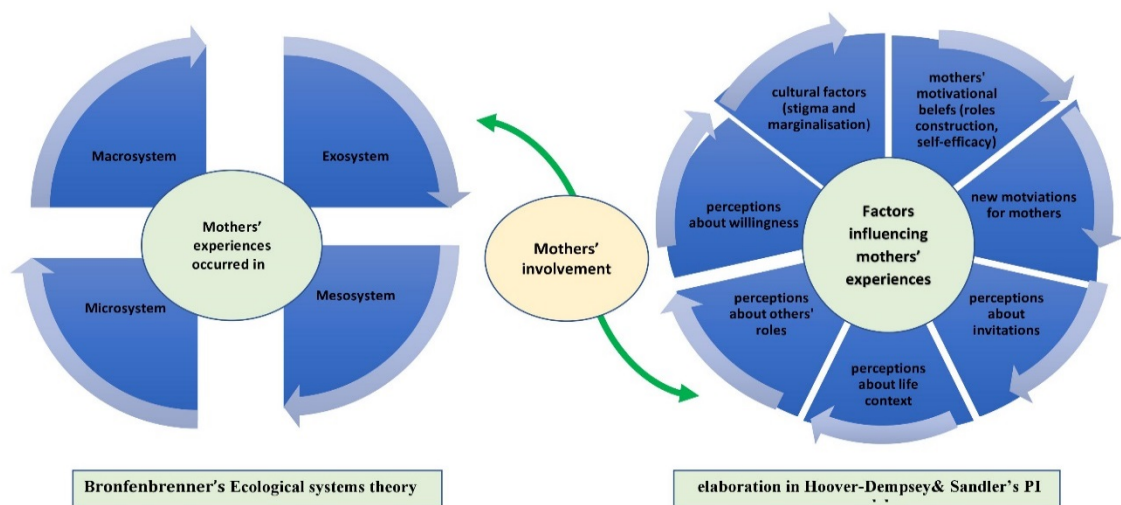 Macrosystem
Exosystem
Mothers'
experiences
occurred in
Microsystem
Mesosystem
Bronfenbrenner's Ecological systems theory
Mothers'
involvement
cultural factors
(stigma and
marginalisation)
mothers'
motivational
belefs (roles
construction,
self-efficacy)
perceptions
about willingness
new motviations
for mothers
Factors
influencing
mothers'
experiences
perceptions
about others'
roles
perceptions
about
invitations
perceptions
about life
context
elaboration in Hoover-Dempsey& Sandler's PI